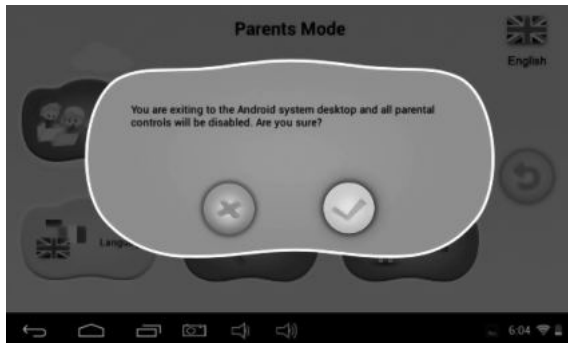 Parents Mode
English
You are exiting to the Android system desktop and all parental
controls will be disabled. Are you sure?
6:04